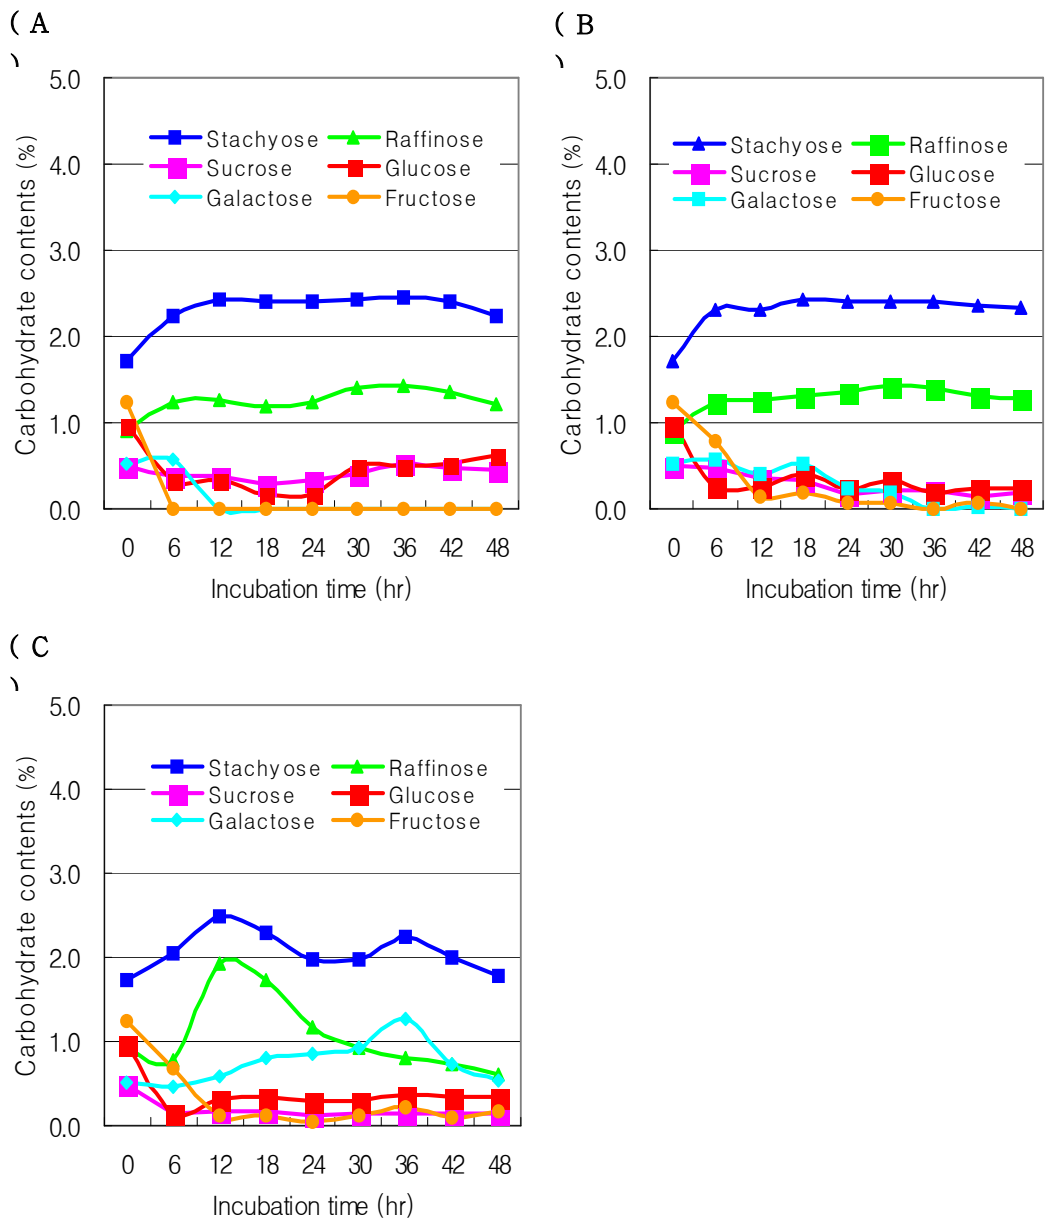 ( A
)
Carbohydrate contents (%)
5.0
4.0
3.0
2.0
1.0
0.0
Stachyose Raffinose
Sucrose Glucose
Galactose Fructose
0 6 12 18 24 30 36 42 48
Incubation time (hr)
( B
)
Carbohydrate contents (%)
5.0
4.0
3.0
2.0
1.0
0.0
Stachyose Raffinose
Sucrose Glucose
Galactose Fructose
0 6 12 18 24 30 36 42 48
Incubation time (hr)
( C
)
Carbohydrate contents (%)
5.0
4.0
3.0
2.0
1.0
0.0
Stachyose Raffinose
Sucrose Glucose
Galactose Fructose
0 6 12 18 24 30 36 42 48
Incubation time (hr)